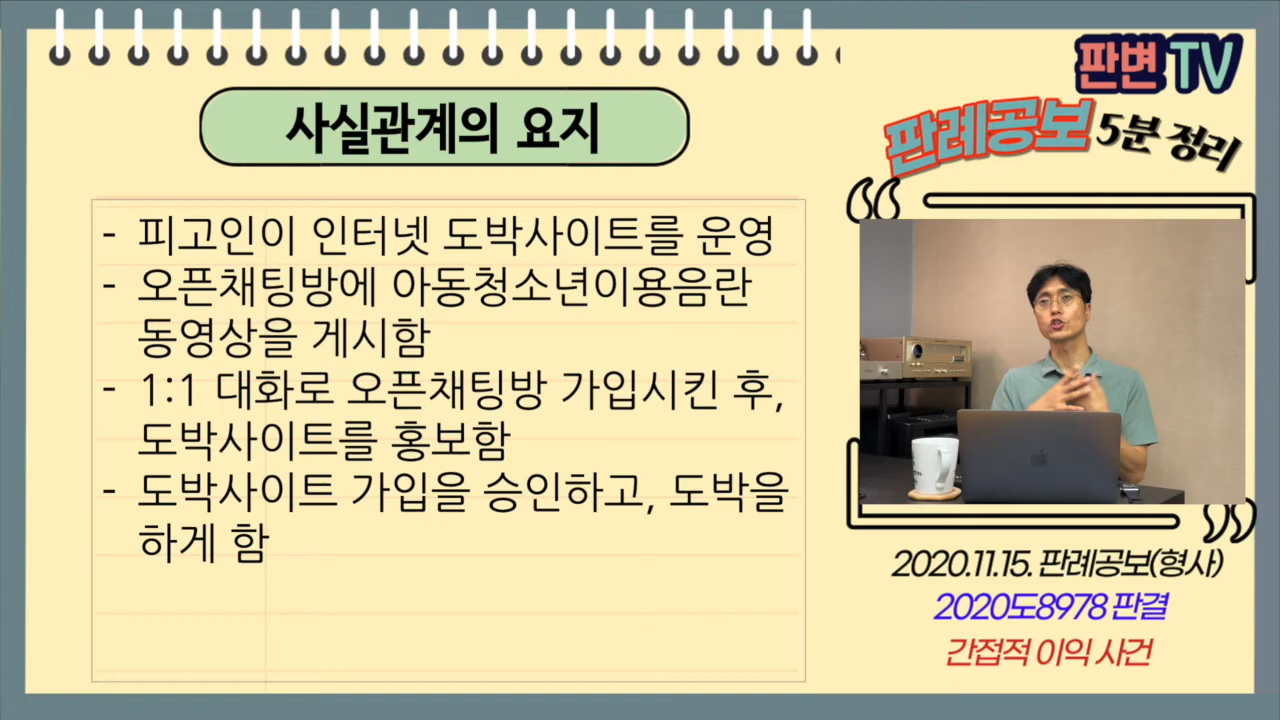 판변TV
판례공보 5분 정리
사실관계의 요지
- 피고인이 인터넷 도박사이트를 운영
- 오픈채팅방에 아동청소년이용음란
동영상을 게시함
- 1:1 대화로 오픈채팅방 가입시킨 후,
도박사이트를 홍보함
- 도박사이트 가입을 승인하고, 도박을
하게 함
2020.11.15. 판례공보(형사)
2020도8978 판결
간접적 이익 사건